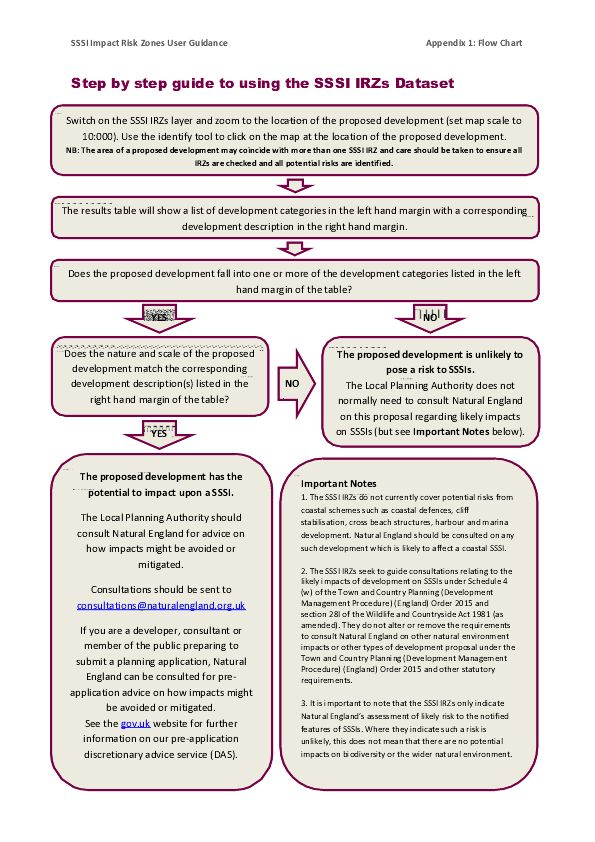 SSSI Impact Risk Zones User Guidance
Appendix 1: Flow Chart
Step by step guide to using the SSSI IRZs Dataset
Switch on the SSSI IRZs layer and zoom to the location of the proposed development (set map scale to
10:000). Use the identify tool to click on the map at the location of the proposed development.
NB: The area of a proposed development may coincide with more than one SSSI IRZ and care should be taken to ensure all
IRZs are checked and all potential risks are identified.
The results table will show a list of development categories in the left hand margin with a corresponding
development description in the right hand margin.
Does the proposed development fall into one or more of the development categories listed in the left
hand margin of the table?
YES
NO
Does the nature and scale of the proposed
development match the corresponding
development description(s) listed in the
right hand margin of the table?
NO
The proposed development is unlikely to
pose a risk to SSSIs.
The Local Planning Authority does not
normally need to consult Natural England
on this proposal regarding likely impacts
on SSSIs (but see Important Notes below).
YES
The proposed development has the
potential to impact upon a SSSI.
The Local Planning Authority should
consult Natural England for advice on
how impacts might be avoided or
mitigated.
Consultations should be sent to
consultations@naturalengland.org.uk
If you are a developer, consultant or
member of the public preparing to
submit a planning application, Natural
England can be consulted for pre-
application advice on how impacts might
be avoided or mitigated.
See the gov.uk website for further
information on our pre-application
discretionary advice service (DAS).
Important Notes
1. The SSSI IRZs do not currently cover potential risks from
coastal schemes such as coastal defences, cliff
stabilisation, cross beach structures, harbour and marina
development. Natural England should be consulted on any
such development which is likely to affect a coastal SSSI.
2. The SSSI IRZs seek to guide consultations relating to the
likely impacts of development on SSSIs under Schedule 4
(w) of the Town and Country Planning (Development
Management Procedure) (England) Order 2015 and
section 28I of the Wildlife and Countryside Act 1981 (as
amended). They do not alter or remove the requirements
to consult Natural England on other natural environment
impacts or other types of development proposal under the
Town and Country Planning (Development Management
Procedure) (England) Order 2015 and other statutory
requirements.
3. It is important to note that the SSSI IRZs only indicate
Natural England's assessment of likely risk to the notified
features of SSSIs. Where they indicate such a risk is
unlikely, this does not mean that there are no potential
impacts on biodiversity or the wider natural environment.